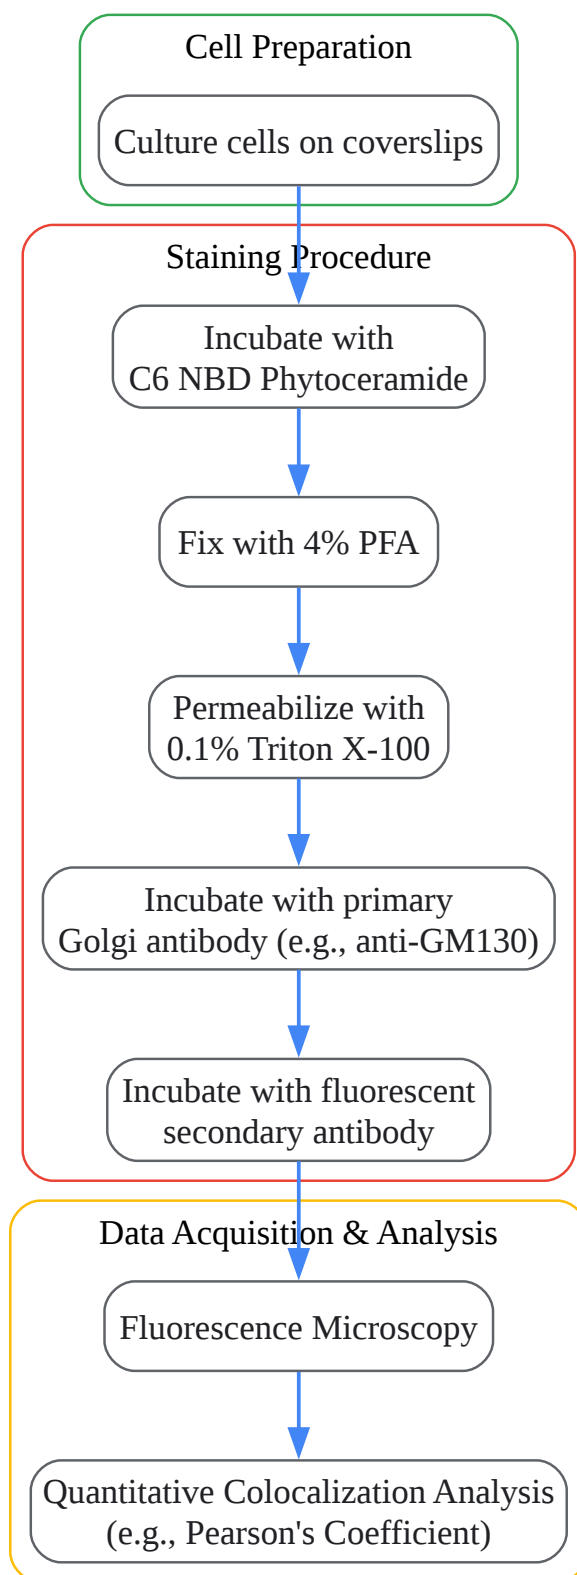 Cell Preparation
Culture cells on coverslips
Staining Procedure
Incubate with
C6 NBD Phytoceramide
Fix with 4% PFA
Permeabilize with
0.1% Triton X-100
Incubate with primary
Golgi antibody (e.g., anti-GM130)
Incubate with fluorescent
secondary antibody
Data Acquisition & Analysis
Fluorescence Microscopy
Quantitative Colocalization Analysis
(e.g., Pearson's Coefficient)